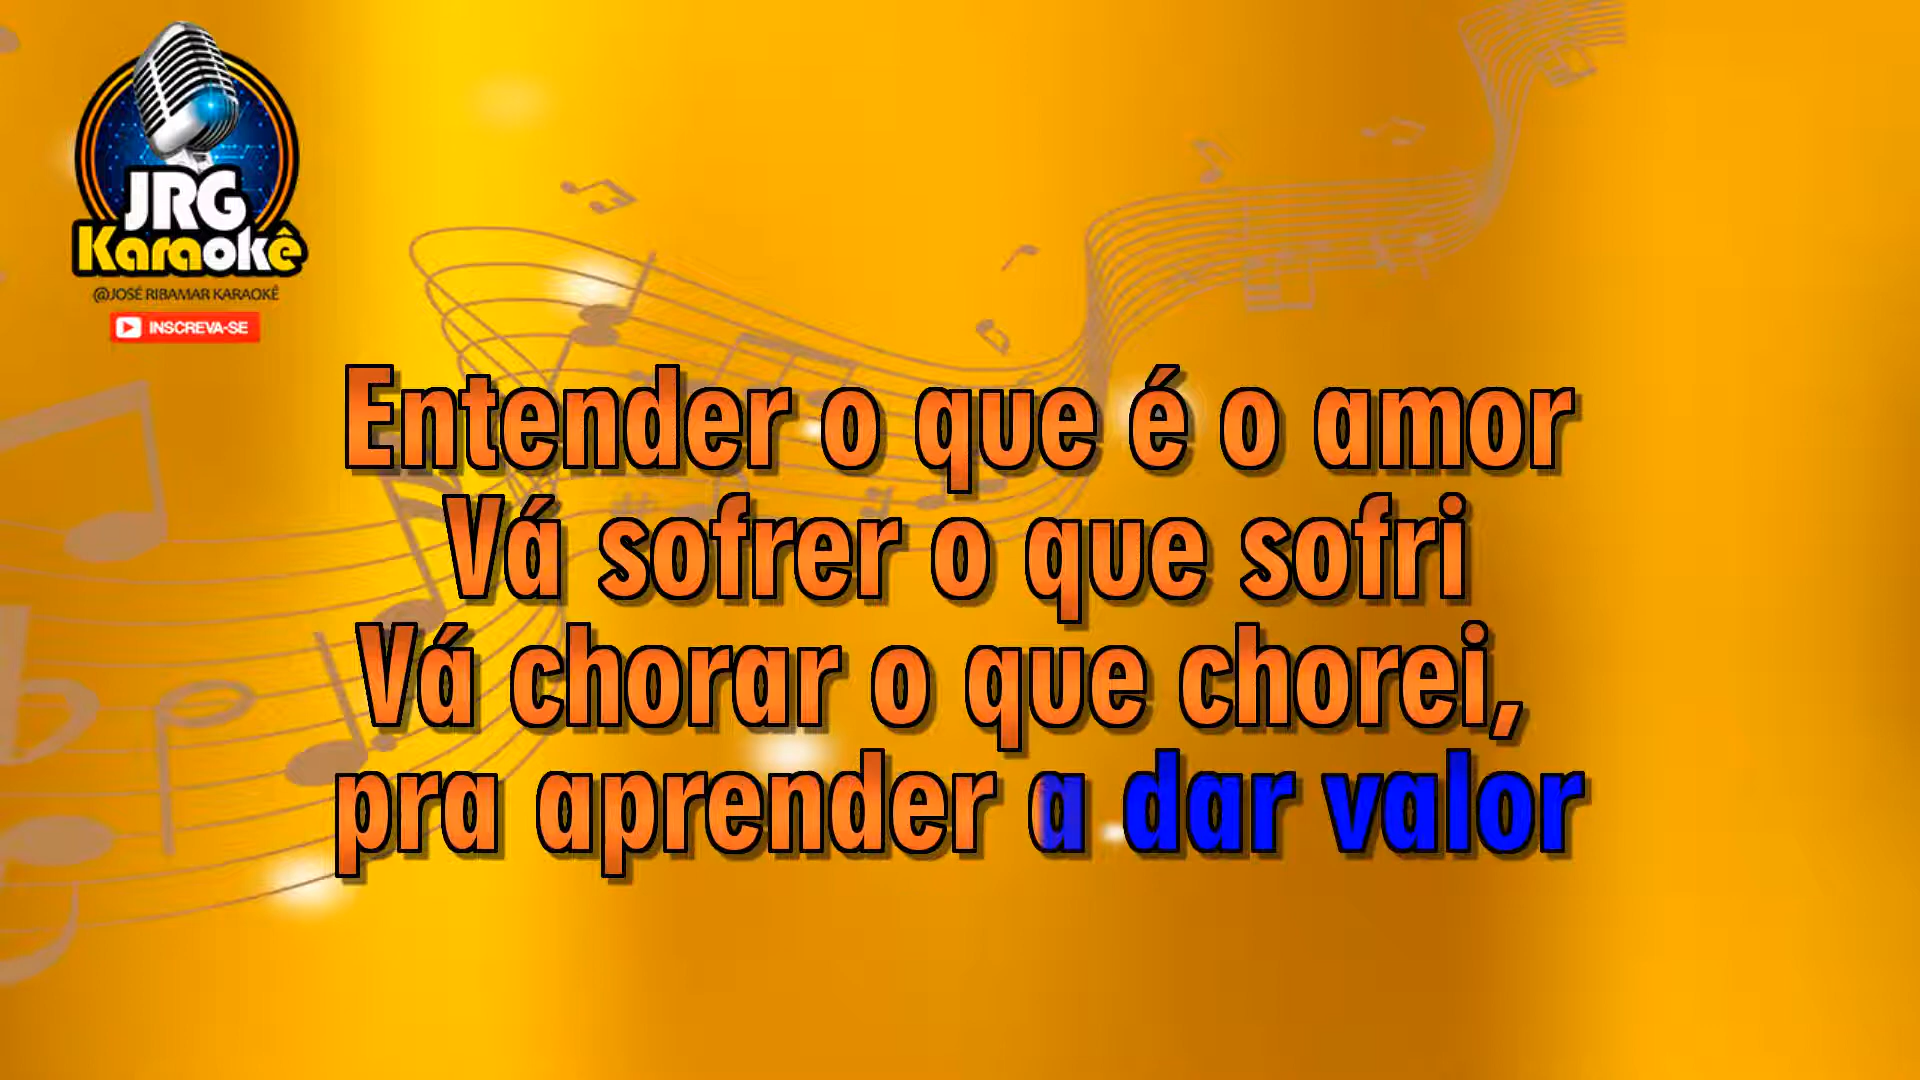 JRG
Karaokê
@JOSÉ RIBAMAR KARAOKÊ
INSCREVA-SE
Entender o que é o amor
Vá sofrer o que sofri
Vá chorar o que chorei,
pra aprender a dar valor